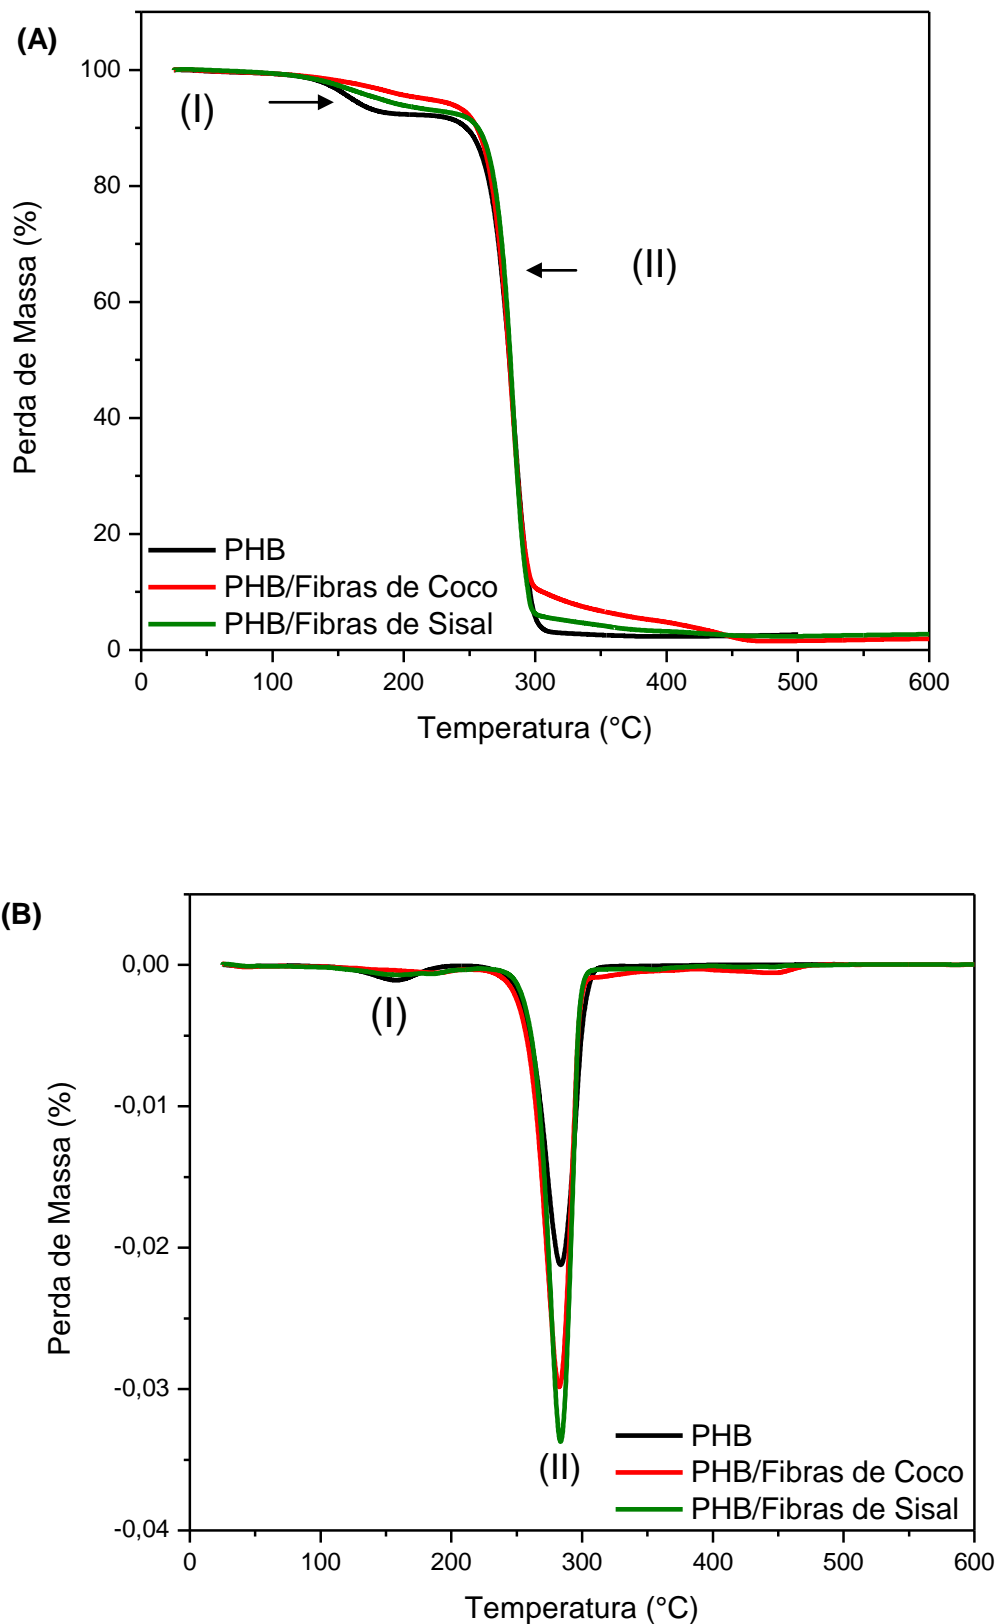 (A)
100
80
60
40
20
0
Perda de Massa (%)
(I)
(II)
PHB
PHB/Fibras de Coco
PHB/Fibras de Sisal
0 100 200 300 400 500 600
Temperatura (°C)
(B)
0,00
-0,01
-0,02
-0,03
-0,04
Perda de Massa (%)
(I)
(II)
PHB
PHB/Fibras de Coco
PHB/Fibras de Sisal
0 100 200 300 400 500 600
Temperatura (°C)